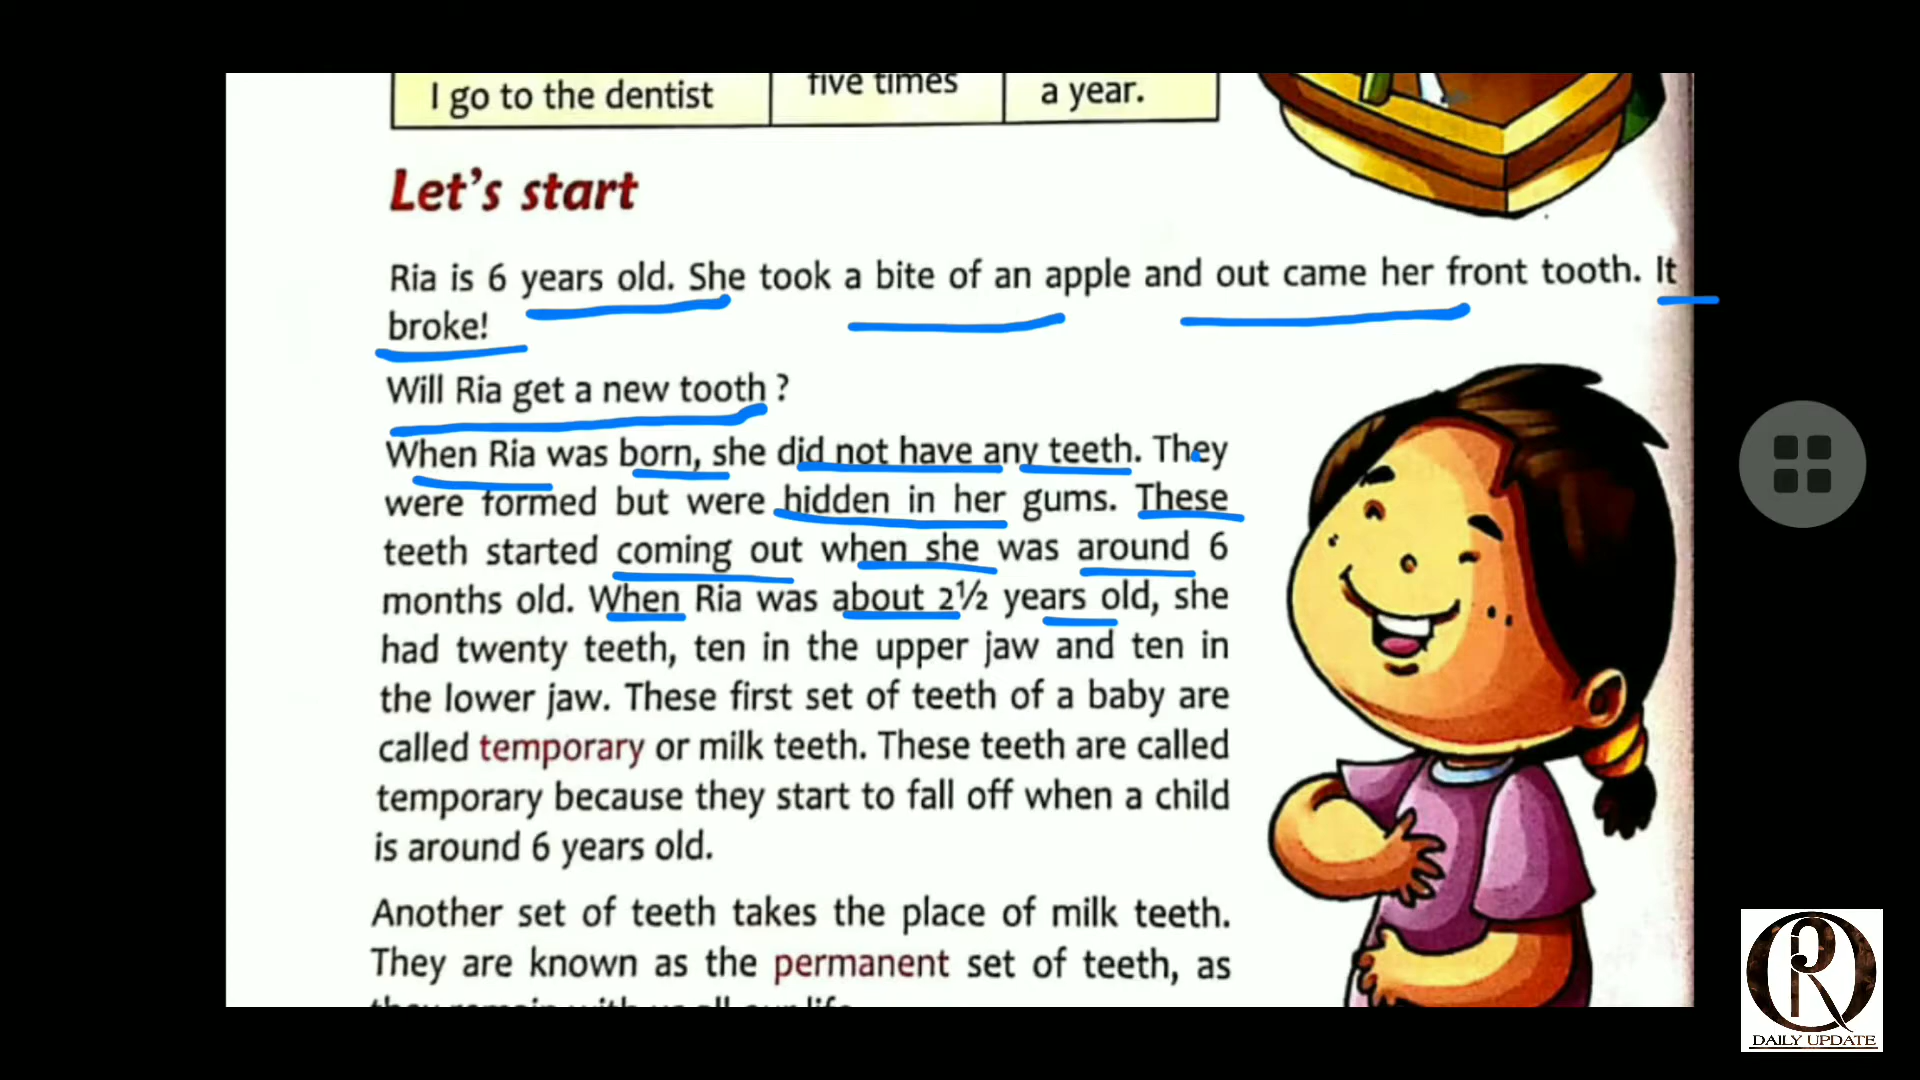 I go to the dentist five times a year.
Let's start
Ria is 6 years old. She took a bite of an apple and out came her front tooth. It
broke!
Will Ria get a new tooth ?
When Ria was born, she did not have any teeth. They
were formed but were hidden in her gums. These
teeth started coming out when she was around 6
months old. When Ria was about 2½ years old, she
had twenty teeth, ten in the upper jaw and ten in
the lower jaw. These first set of teeth of a baby are
called temporary or milk teeth. These teeth are called
temporary because they start to fall off when a child
is around 6 years old.
Another set of teeth takes the place of milk teeth.
They are known as the permanent set of teeth, as
they remain with us all our life.
DAILY UPDATE